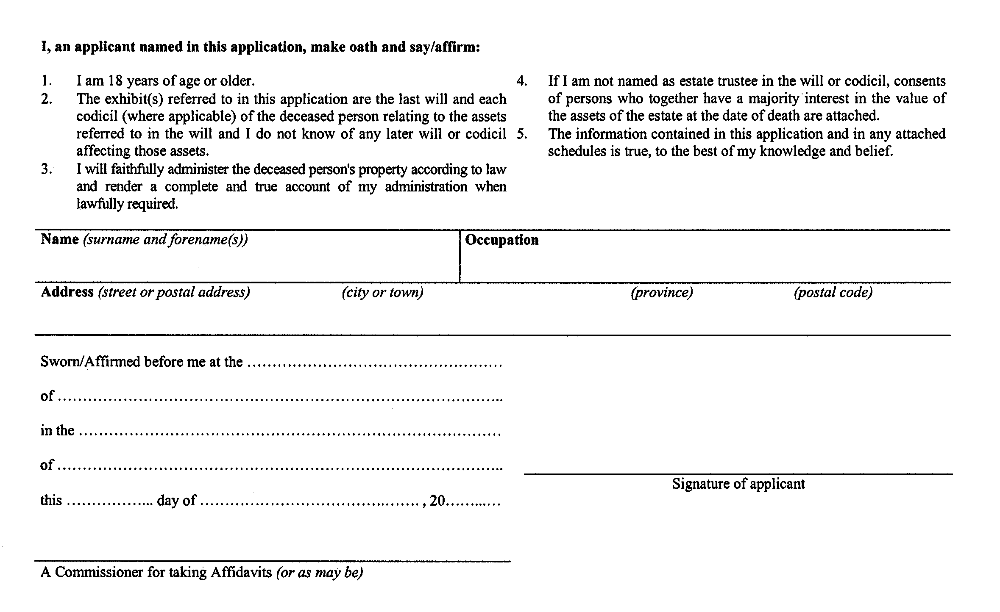 I, an applicant named in this application, make oath and say/affirm:
1. I am 18 years of age or older.
2. The exhibit(s) referred to in this application are the last will and each
codicil (where applicable) of the deceased person relating to the assets
referred to in the will and I do not know of any later will or codicil
affecting those assets.
3. I will faithfully administer the deceased person's property according to law
and render a complete and true account of my administration when
lawfully required.
4. If I am not named as estate trustee in the will or codicil, consents
of persons who together have a majority interest in the value of
the assets of the estate at the date of death are attached.
5. The information contained in this application and in any attached
schedules is true, to the best of my knowledge and belief.
Name (surname and forename(s))
Occupation
Address (street or postal address) (city or town) (province) (postal code)
Sworn/Affirmed before me at the ..................................................
of ........................................................................................
in the ...................................................................................
of ........................................................................................
this ................. day of ........................................... , 20...........
Signature of applicant
A Commissioner for taking Affidavits (or as may be)